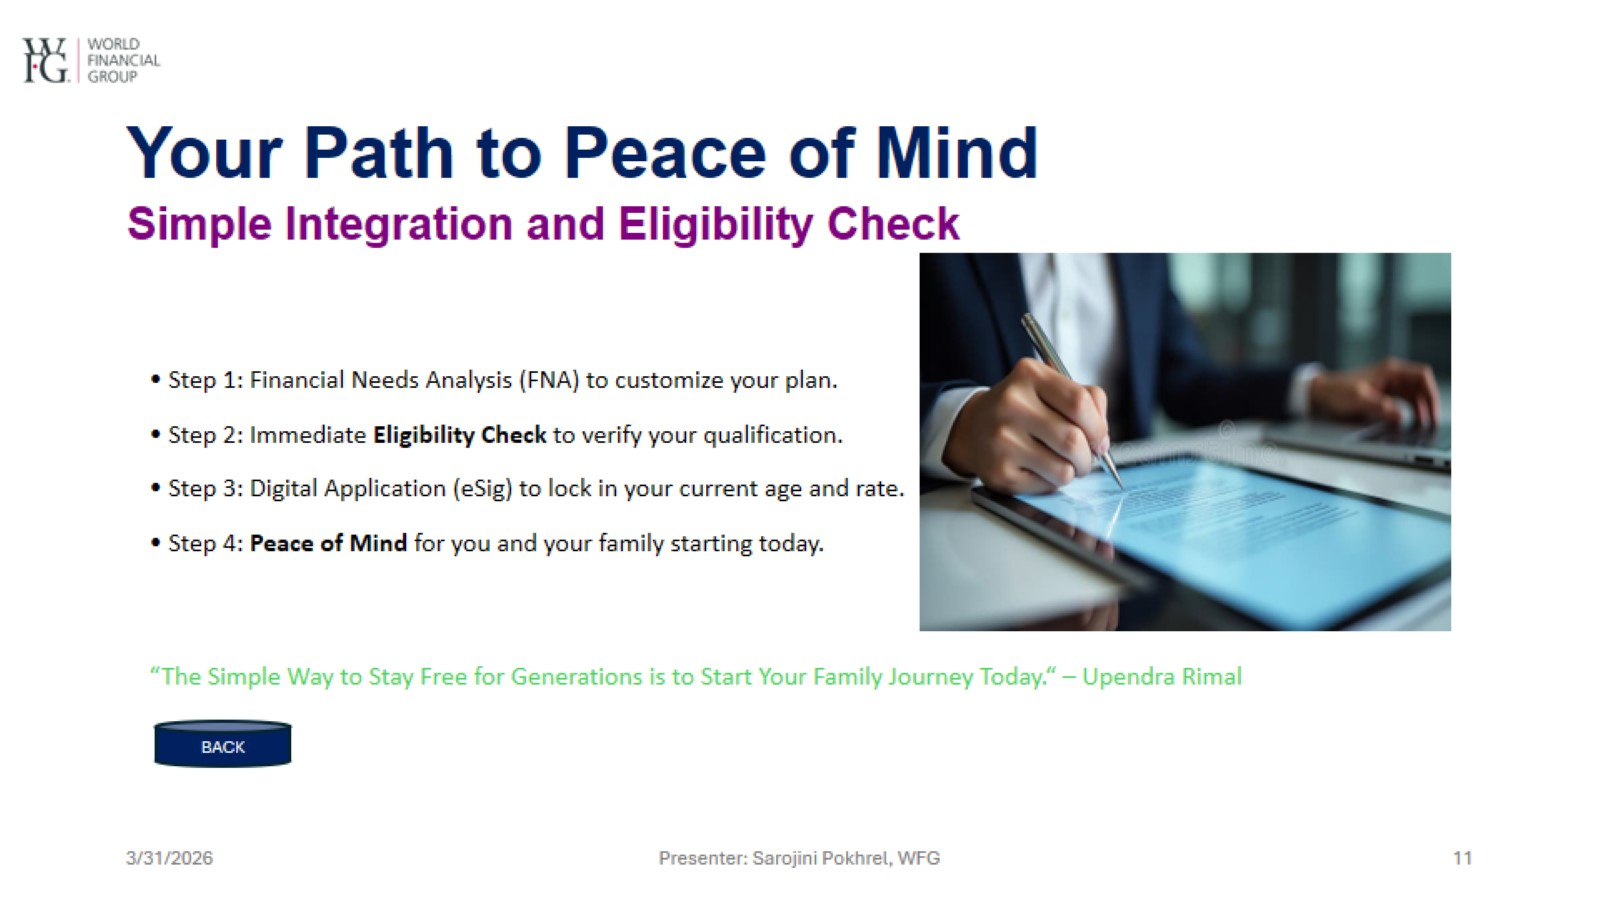 WFG
WORLD
FINANCIAL
GROUP
Your Path to Peace of Mind
Simple Integration and Eligibility Check
• Step 1: Financial Needs Analysis (FNA) to customize your plan.
• Step 2: Immediate Eligibility Check to verify your qualification.
• Step 3: Digital Application (eSig) to lock in your current age and rate.
• Step 4: Peace of Mind for you and your family starting today.
“The Simple Way to Stay Free for Generations is to Start Your Family Journey Today.“ – Upendra Rimal
BACK
3/31/2026
Presenter: Sarojini Pokhrel, WFG
11